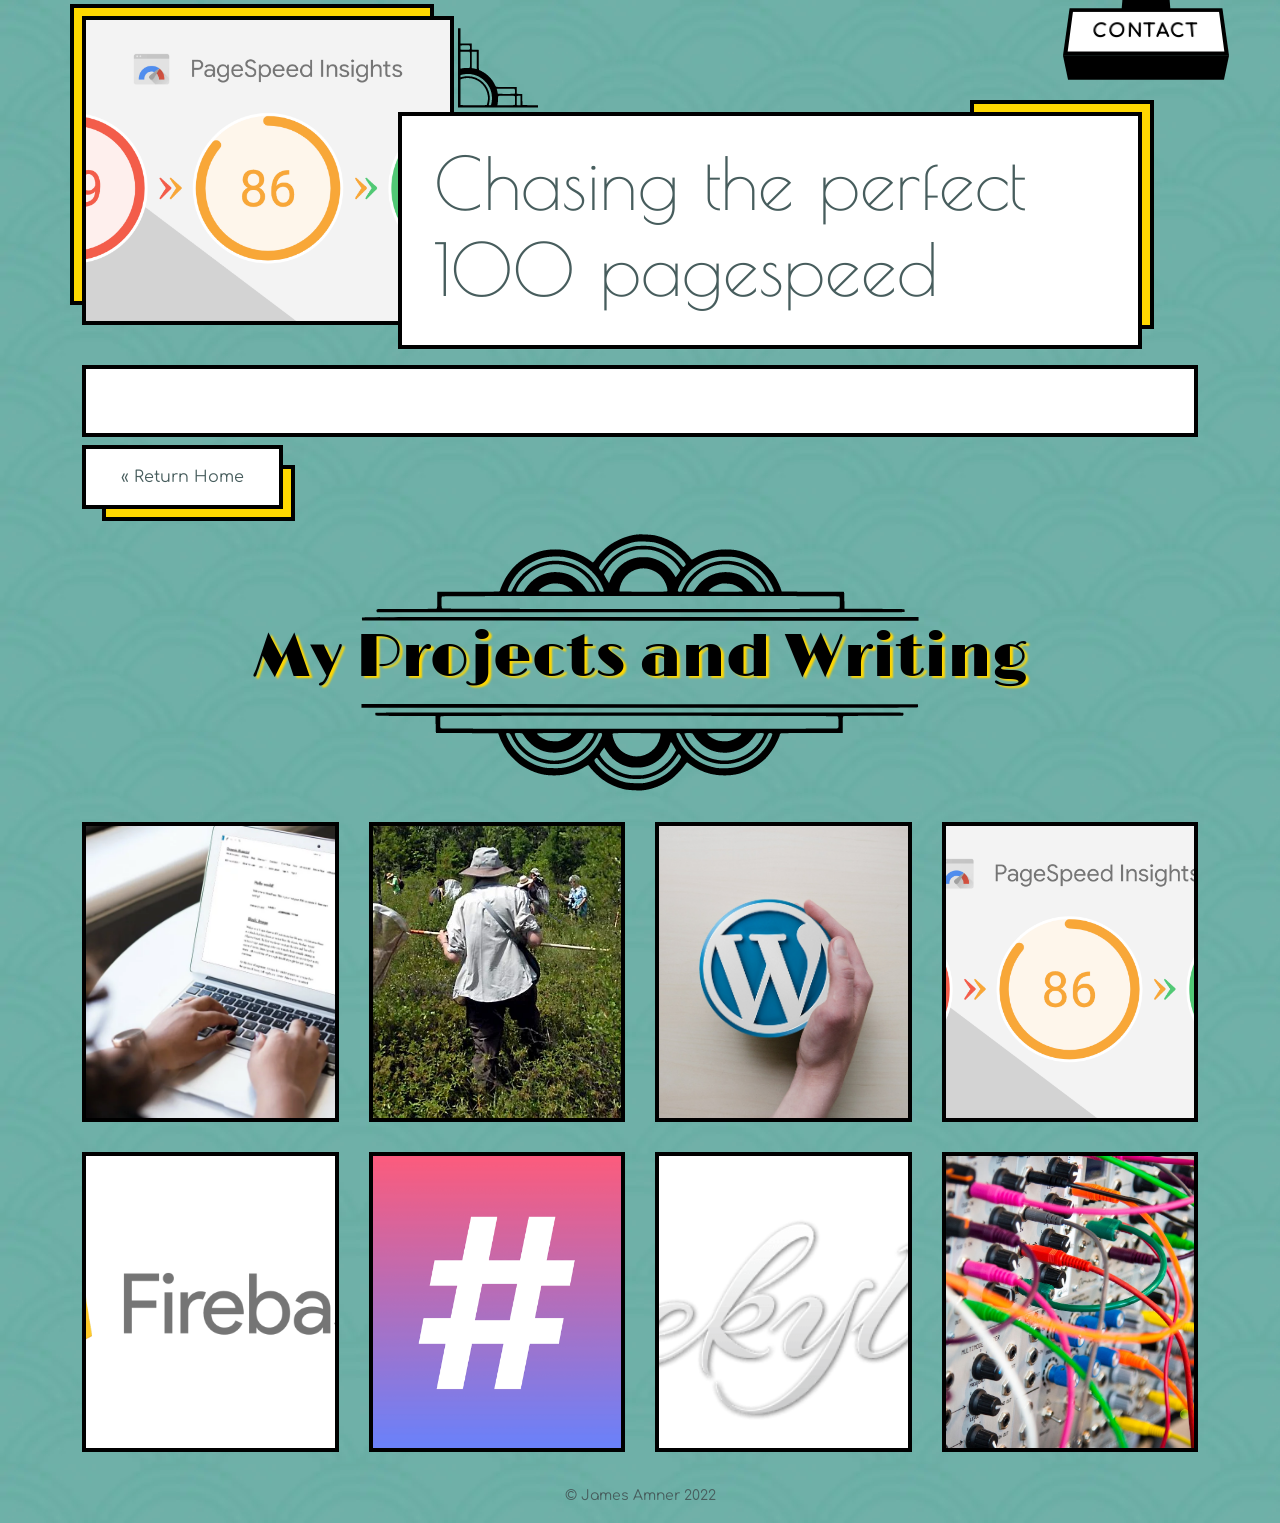 CONTACT
PageSpeed Insights
9
86
Chasing the perfect
100 pagespeed
« Return Home
My Projects and Writing
PageSpeed Insights
86
Fireba
#
ekyl
© James Amner 2022